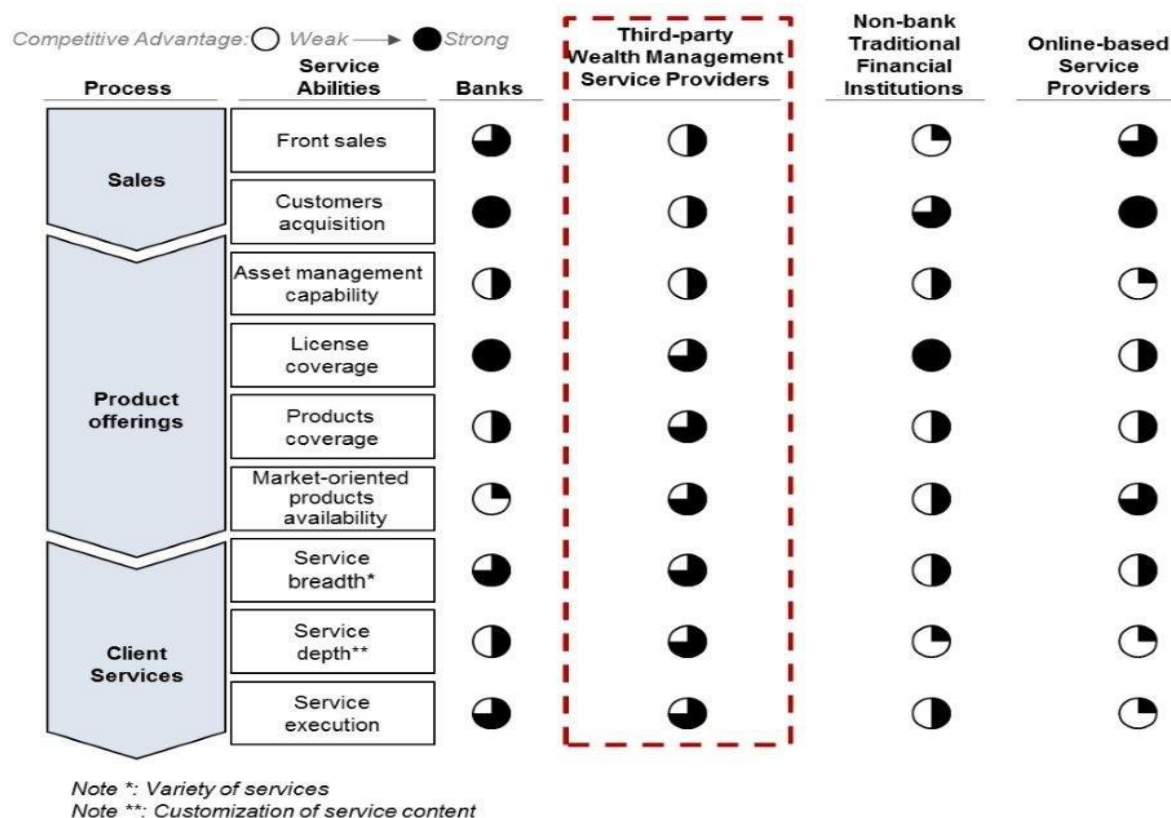 Competitive Advantage: Weak Strong
Third-party
Wealth Management
Service Providers
Non-bank
Traditional
Financial
Institutions
Online-based
Service
Providers
Process
Service
Abilities
Banks
Sales
Front sales
Customers
acquisition
Product
offerings
Asset management
capability
License
coverage
Products
coverage
Market-oriented
products
availability
Client
Services
Service
breadth*
Service
depth**
Service
execution
Note *: Variety of services
Note **: Customization of service content